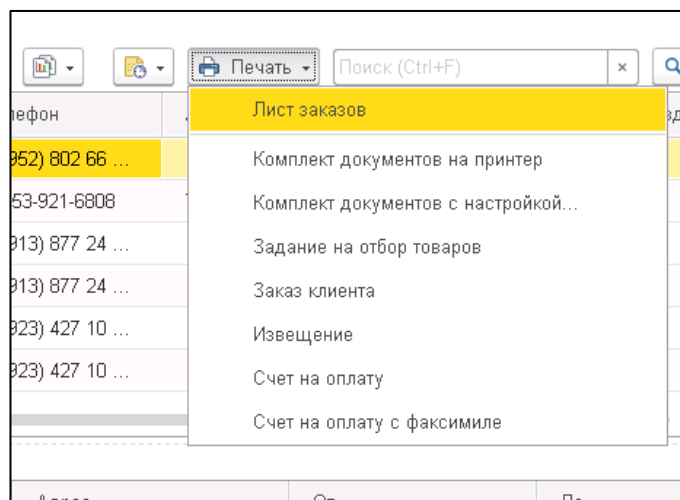 Печать
Поиск (Ctrl+F)
×
Лист заказов
952) 802 66 ...
Комплект документов на принтер
53-921-6808
Комплект документов с настройкой...
913) 877 24 ...
Задание на отбор товаров
913) 877 24 ...
Заказ клиента
923) 427 10 ...
Извещение
923) 427 10 ...
Счет на оплату
Счет на оплату с факсимиле